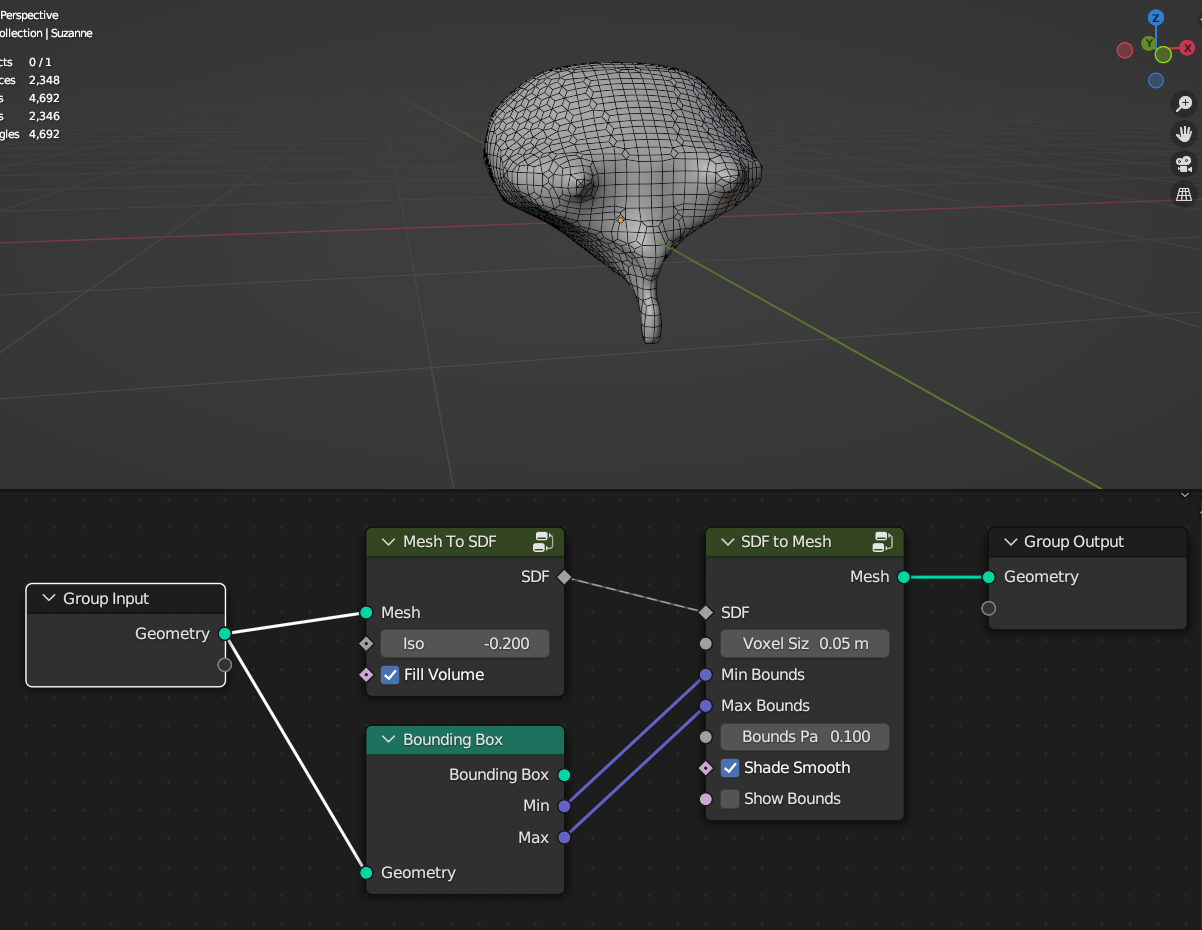 Perspective
ollection | Suzanne
cts 0 / 1
ces 2,348
s 4,692
s 2,346
gles 4,692
Z
Y
X
Mesh To SDF
SDF
Mesh
Iso -0.200
Fill Volume
SDF to Mesh
Mesh
SDF
Voxel Siz 0.05 m
Min Bounds
Max Bounds
Bounds Pa 0.100
Shade Smooth
Show Bounds
Group Output
Geometry
Group Input
Geometry
Bounding Box
Bounding Box
Min
Max
Geometry